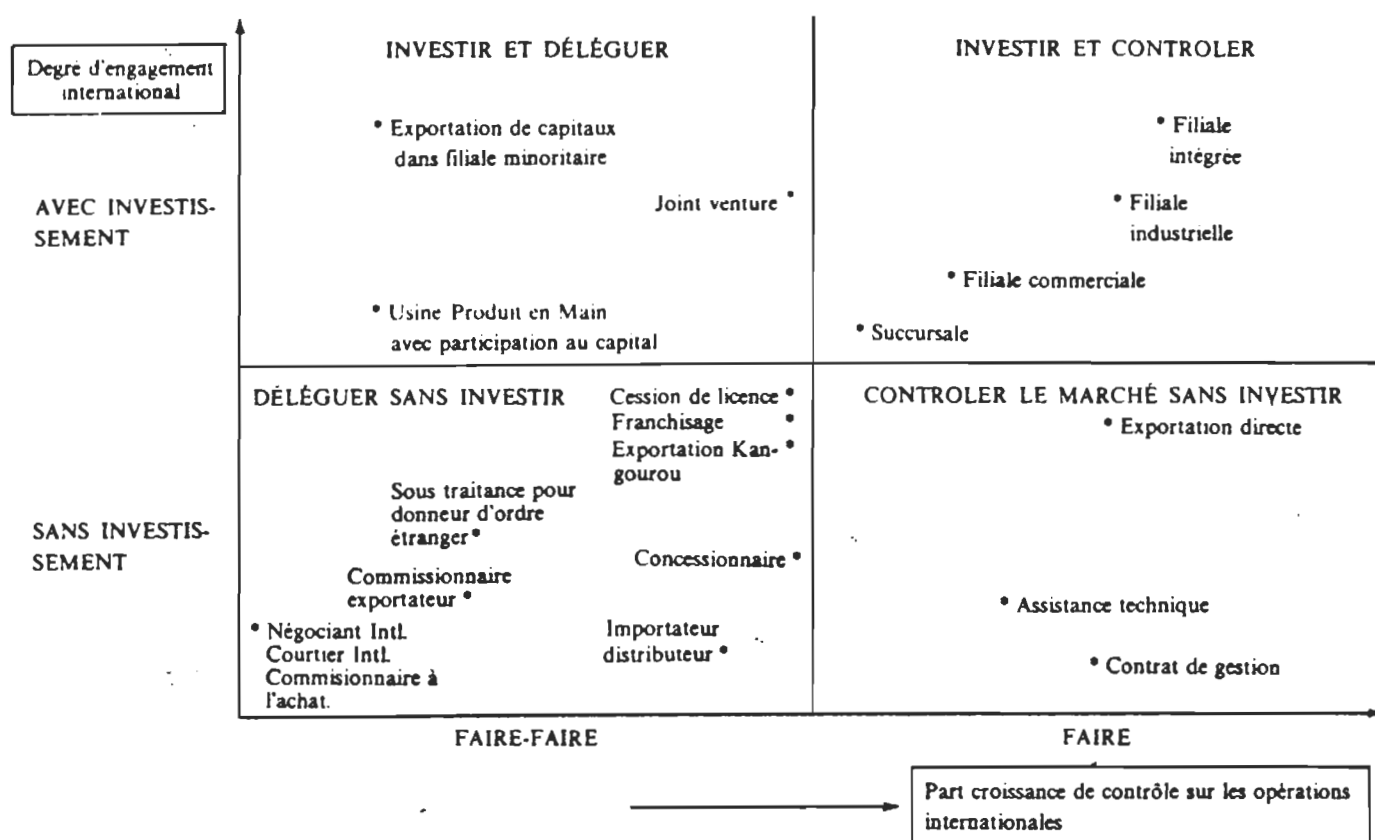 INVESTIR ET DÉLÉGUER
INVESTIR ET CONTROLER
Degré d'engagement
international
• Exportation de capitaux
dans filiale minoritaire
• Filiale
intégrée
AVEC INVESTIS-
SEMENT
Joint venture •
• Filiale
industrielle
• Filiale commerciale
• Usine Produit en Main
avec participation au capital
• Succursale
DÉLÉGUER SANS INVESTIR
Cession de licence •
Franchisage •
Exportation Kan- •
gourou
CONTROLER LE MARCHÉ SANS INVESTIR
• Exportation directe
Sous traitance pour
donneur d'ordre
étranger •
SANS INVESTIS-
SEMENT
Concessionnaire •
Commissionnaire
exportateur •
• Assistance technique
• Négociant Intl.
Courtier Intl.
Commisionnaire à
l'achat.
Importateur
distributeur •
• Contrat de gestion
FAIRE-FAIRE
FAIRE
Part croissance de contrôle sur les opérations
internationales